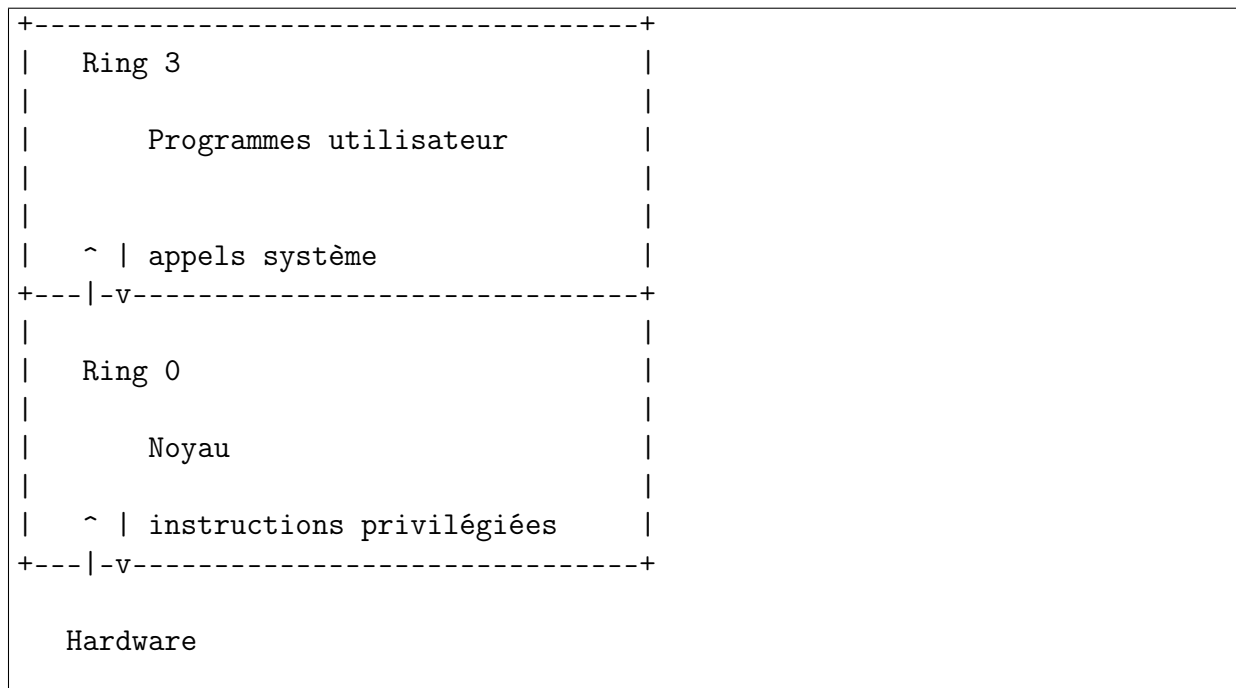 Ring 3
Programmes utilisateur
^ | appels système
Ring 0
Noyau
^ | instructions privilégiées
Hardware